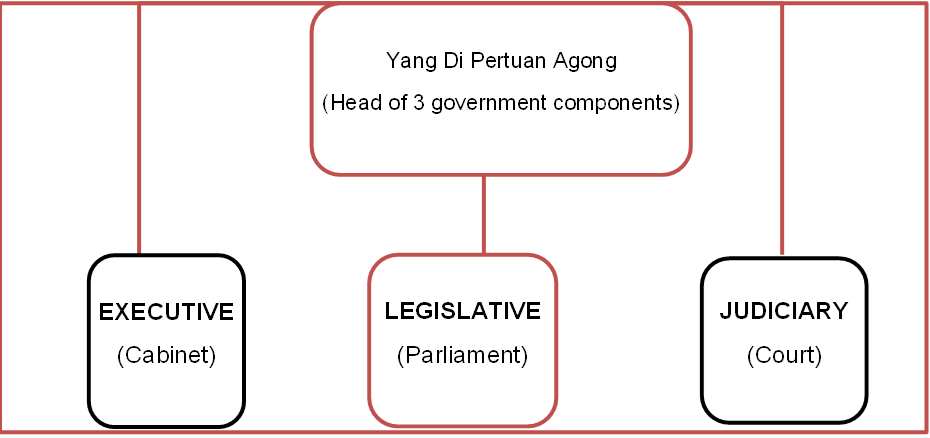 Yang Di Pertuan Agong
(Head of 3 government components)
EXECUTIVE
(Cabinet)
LEGISLATIVE
(Parliament)
JUDICIARY
(Court)